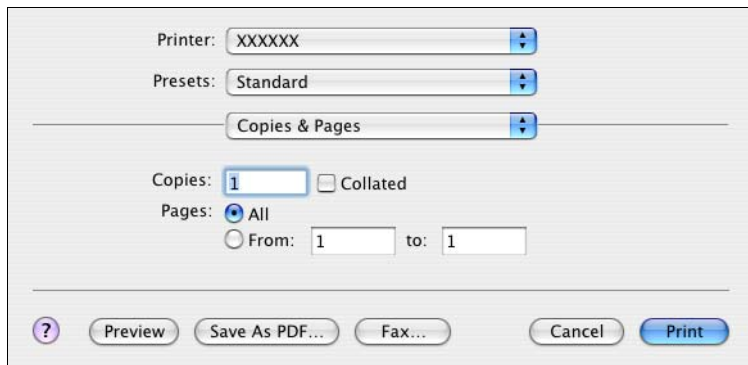 Printer: XXXXXX
Presets: Standard
Copies & Pages
Copies: 1 Collated
Pages: All
From: 1 to: 1
? Preview Save As PDF... Fax... Cancel Print